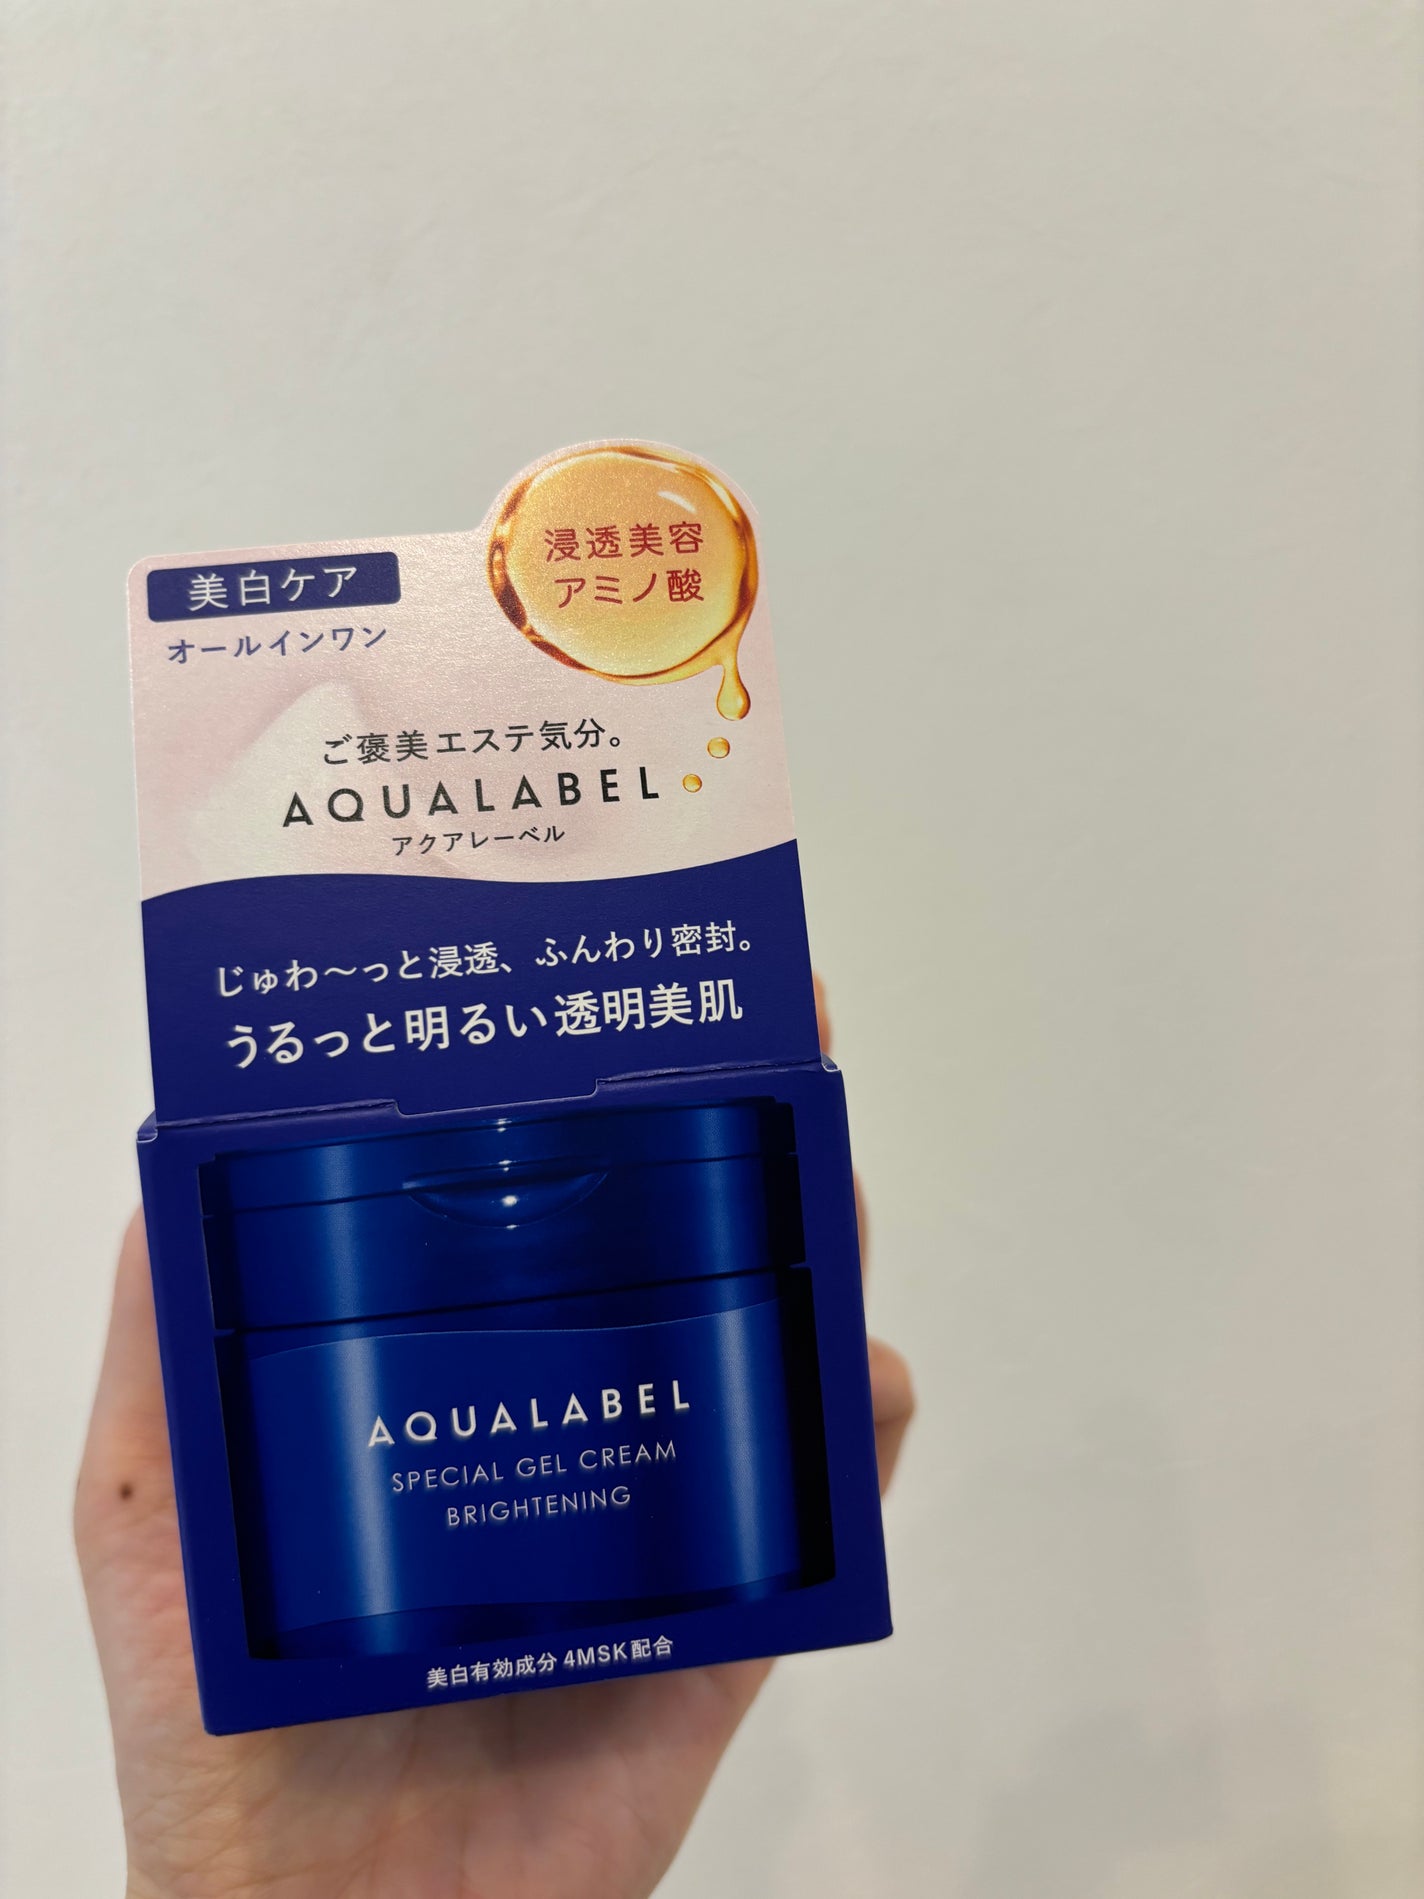 浸透美容
アミノ酸
美白ケア
オールインワン
ご褒美エステ気分。
AQUALABEL
アクアレーベル
じゅわ〜っと浸透、ふんわり密封。
うるっと明るい透明美肌
AQUALABEL
SPECIAL GEL CREAM
BRIGHTENING
美白有効成分 4MSK配合